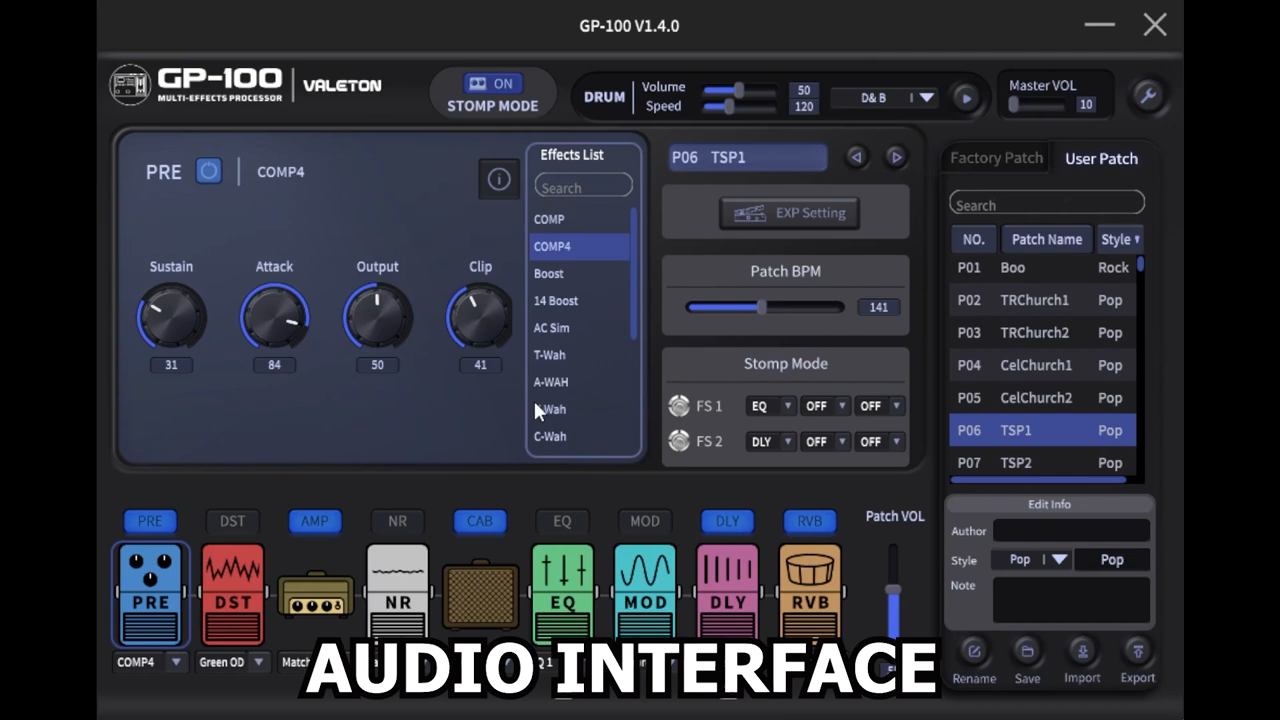 GP-100 V1.4.0
GP-100
MULTI-EFFECTS PROCESSOR
VALETON
ON
STOMP MODE
DRUM
Volume
50
Speed
120
D& B
Master VOL
10
PRE
COMP4
Effects List
Search
COMP
COMP4
Boost
14 Boost
AC Sim
T-Wah
A-WAH
Wah
C-Wah
Sustain
Attack
Output
Clip
31
84
50
41
P06 TSP1
EXP Setting
Patch BPM
141
Stomp Mode
FS 1
EQ
OFF
OFF
FS 2
DLY
OFF
OFF
Factory Patch
User Patch
Search
NO.
Patch Name
Style
P01 Boo Rock
P02 TRChurch1 Pop
P03 TRChurch2 Pop
P04 CelChurch1 Pop
P05 CelChurch2 Pop
P06 TSP1 Pop
P07 TSP2 Pop
Edit Info
Author
Style Pop Pop
Note
Rename
Save
Import
Export
PRE
DST
AMP
NR
CAB
EQ
MOD
DLY
RVB
Patch VOL
PRE
DST
NR
EQ
MOD
DLY
RVB
COMP4
Green OD
Match
AUDIO INTERFACE